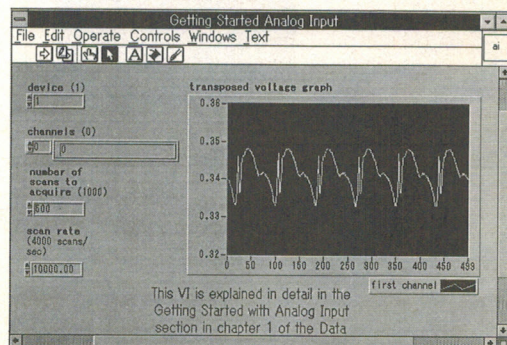 Getting Started Analog Input
File Edit Operate Controls Windows Text
ai
device (1)
1
channels (0)
0
0
number of
scans to
acquire (1000)
scan rate
(4000 scans/
sec)
10000.00
transposed voltage graph
0.36
0.35
0.34
0.33
0.32
0 50 100 150 200 250 300 350 400 450 493
first channel
This VI is explained in detail in the
Getting Started with Analog Input
section in chapter 1 of the Data